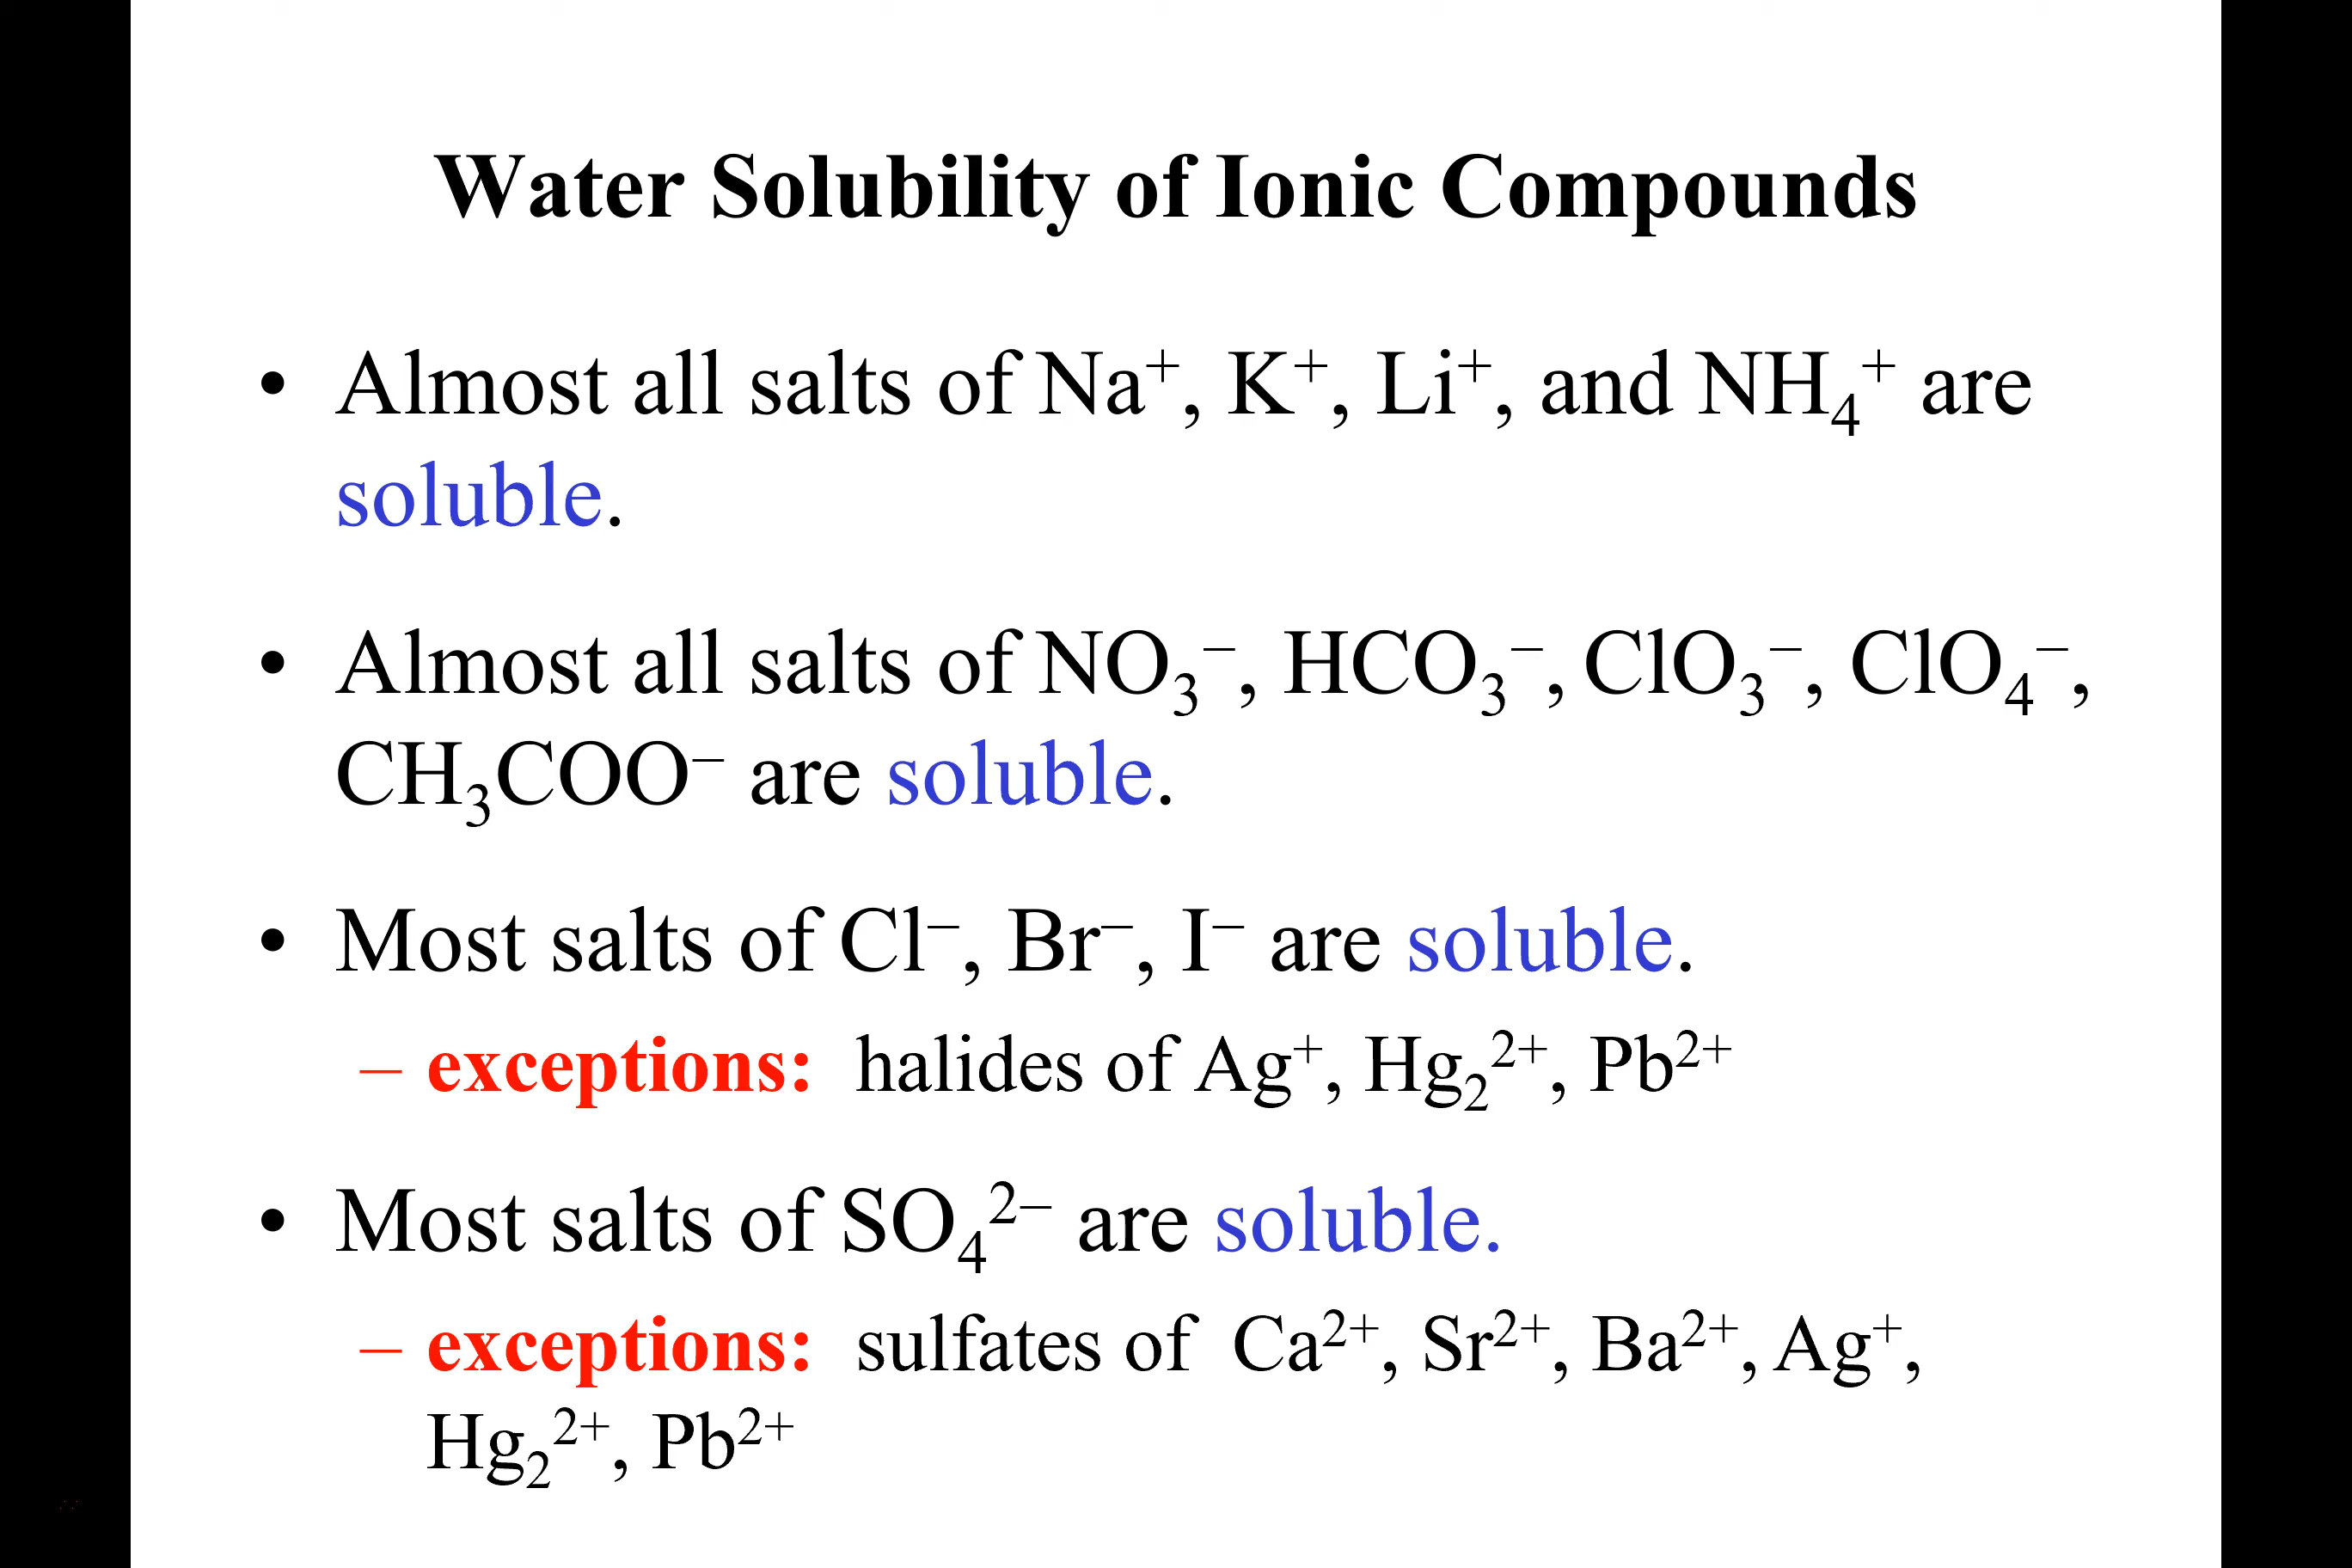 Water Solubility of Ionic Compounds
• Almost all salts of Na⁺, K⁺, Li⁺, and NH₄⁺ are
soluble.
• Almost all salts of NO₃⁻, HCO₃⁻, ClO₃⁻, ClO₄⁻,
CH₃COO⁻ are soluble.
• Most salts of Cl⁻, Br⁻, I⁻ are soluble.
– exceptions: halides of Ag⁺, Hg₂²⁺, Pb²⁺
• Most salts of SO₄²⁻ are soluble.
– exceptions: sulfates of Ca²⁺, Sr²⁺, Ba²⁺, Ag⁺,
Hg₂²⁺, Pb²⁺